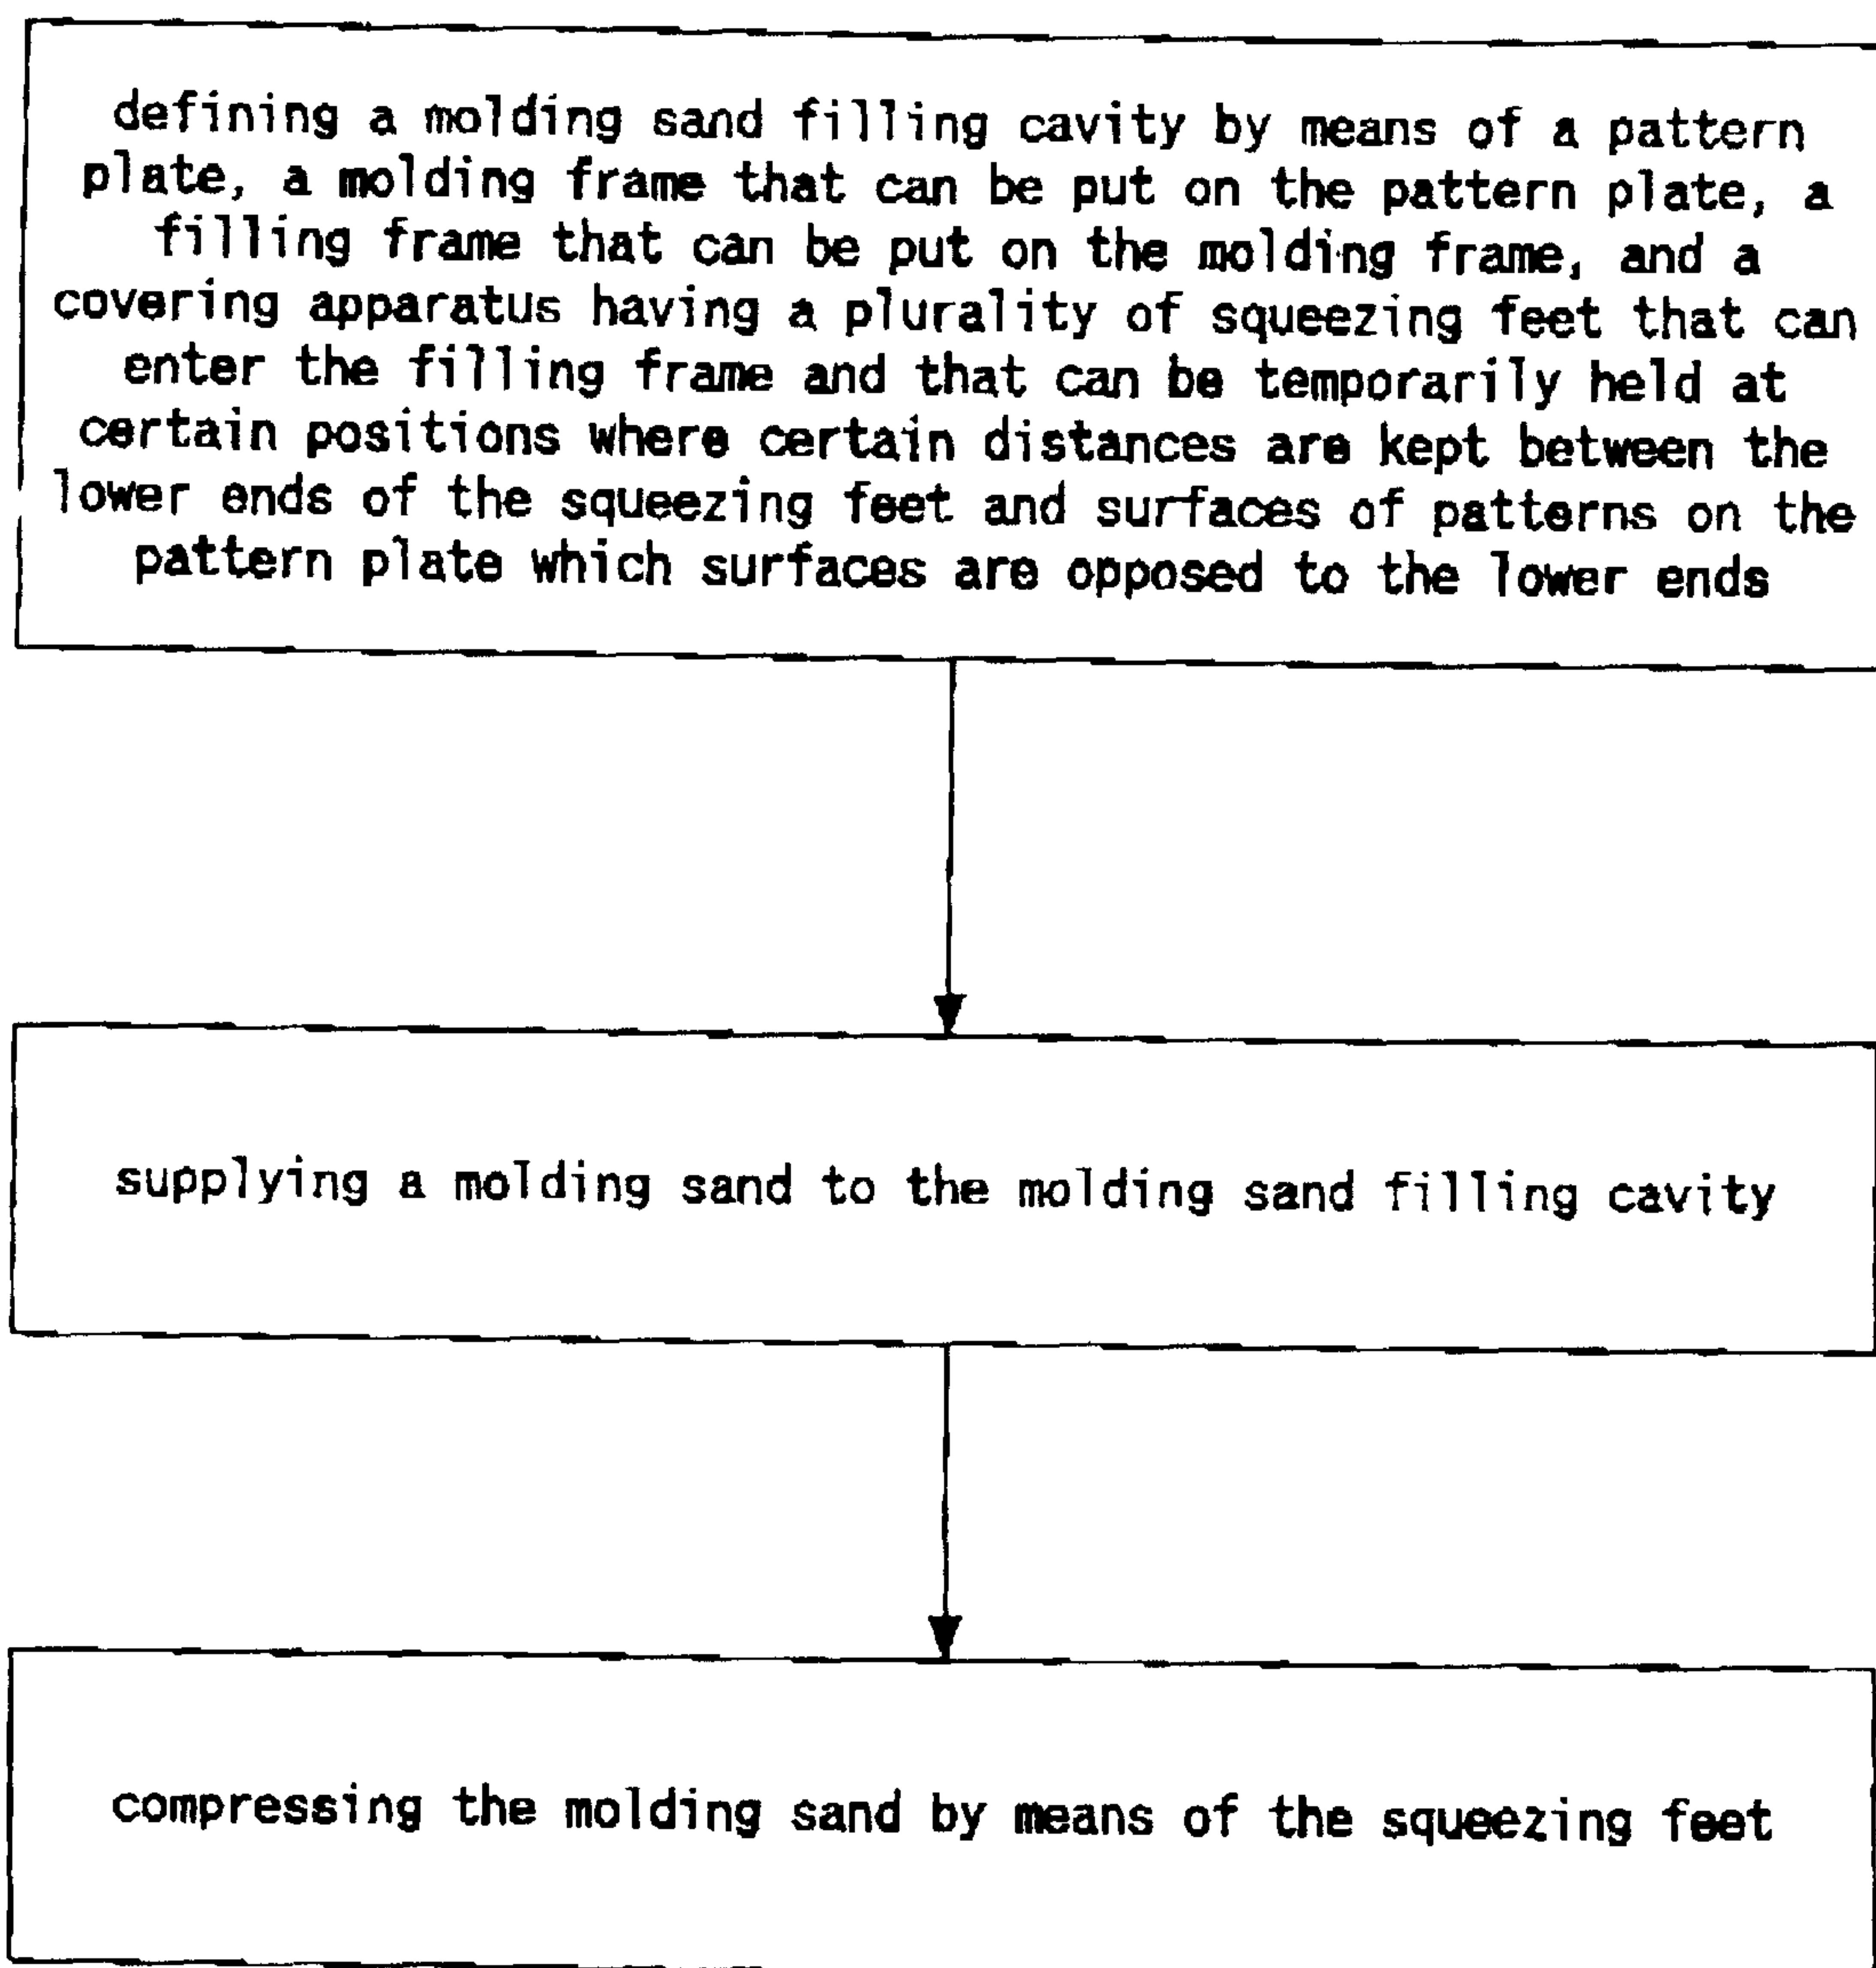 defining a molding sand filling cavity by means of a pattern
plate, a molding frame that can be put on the pattern plate, a
filling frame that can be put on the molding frame, and a
covering apparatus having a plurality of squeezing feet that can
enter the filling frame and that can be temporarily held at
certain positions where certain distances are kept between the
lower ends of the squeezing feet and surfaces of patterns on the
pattern plate which surfaces are opposed to the lower ends
supplying a molding sand to the molding sand filling cavity
compressing the molding sand by means of the squeezing feet